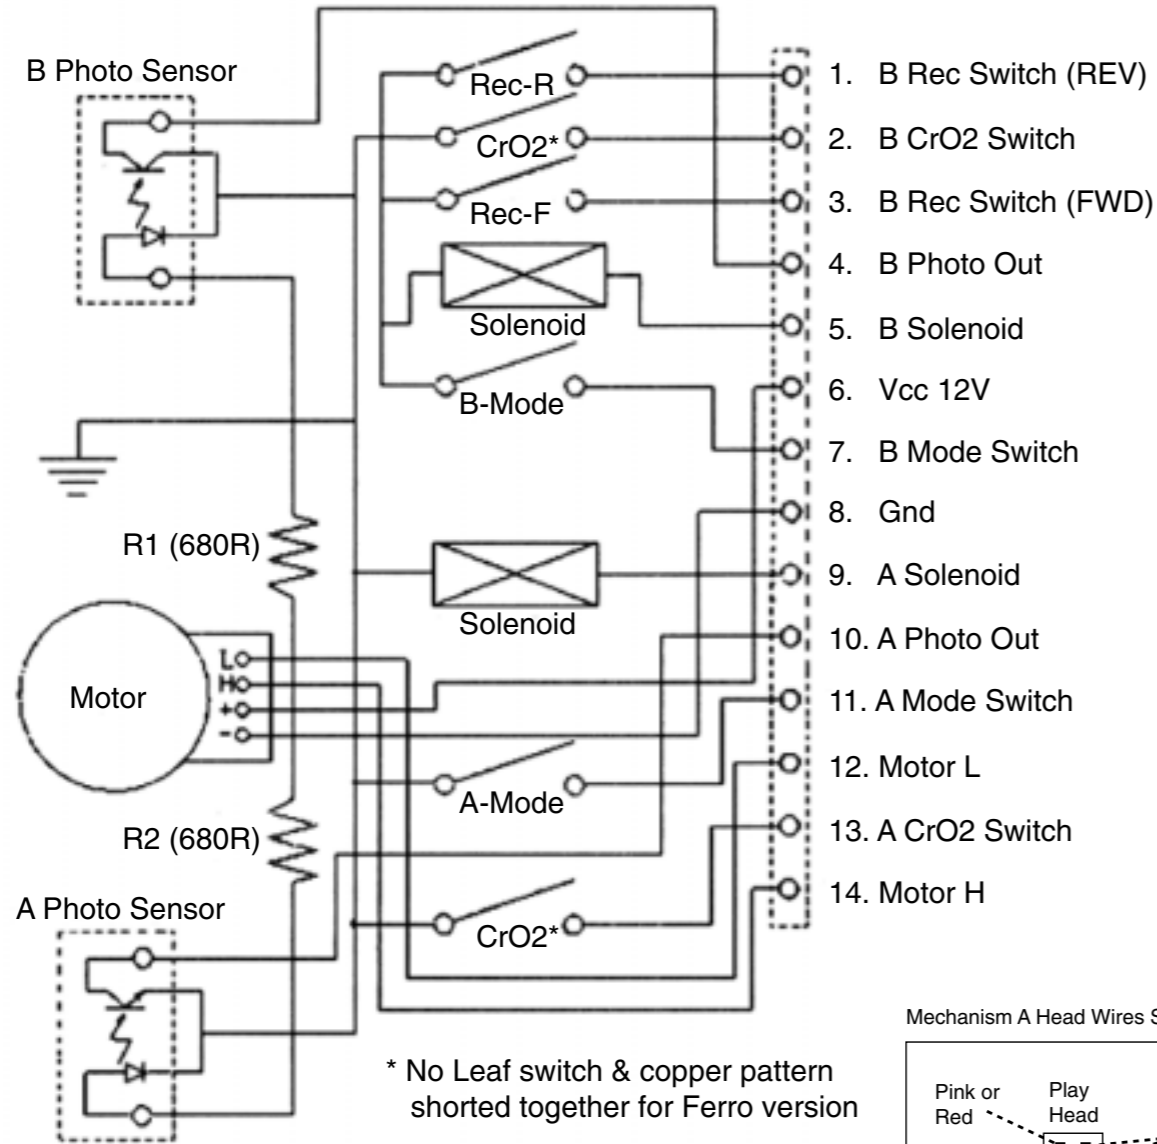 B Photo Sensor
Rec-R
CrO2*
Rec-F
Solenoid
B-Mode
1. B Rec Switch (REV)
2. B CrO2 Switch
3. B Rec Switch (FWD)
4. B Photo Out
5. B Solenoid
6. Vcc 12V
7. B Mode Switch
8. Gnd
9. A Solenoid
10. A Photo Out
11. A Mode Switch
12. Motor L
13. A CrO2 Switch
14. Motor H
R1 (680R)
Solenoid
Motor
L
H
+
-
A-Mode
R2 (680R)
A Photo Sensor
CrO2*
* No Leaf switch & copper pattern
shorted together for Ferro version
Mechanism A Head Wires S
Pink or
Red
Play
Head